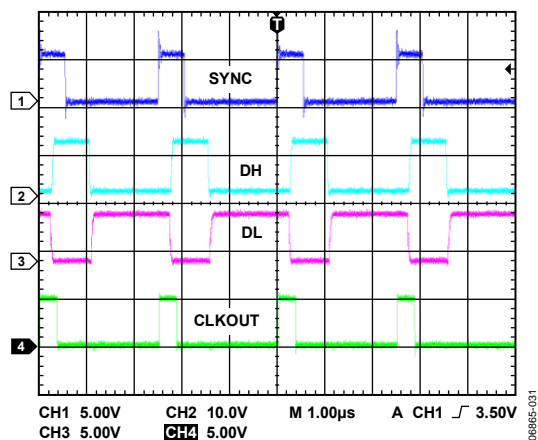 T
SYNC
1
DH
2
DL
3
CLKOUT
4
CH1 5.00V CH2 10.0V M 1.00µs A CH1 3.50V
CH3 5.00V CH4 5.00V
06865-031